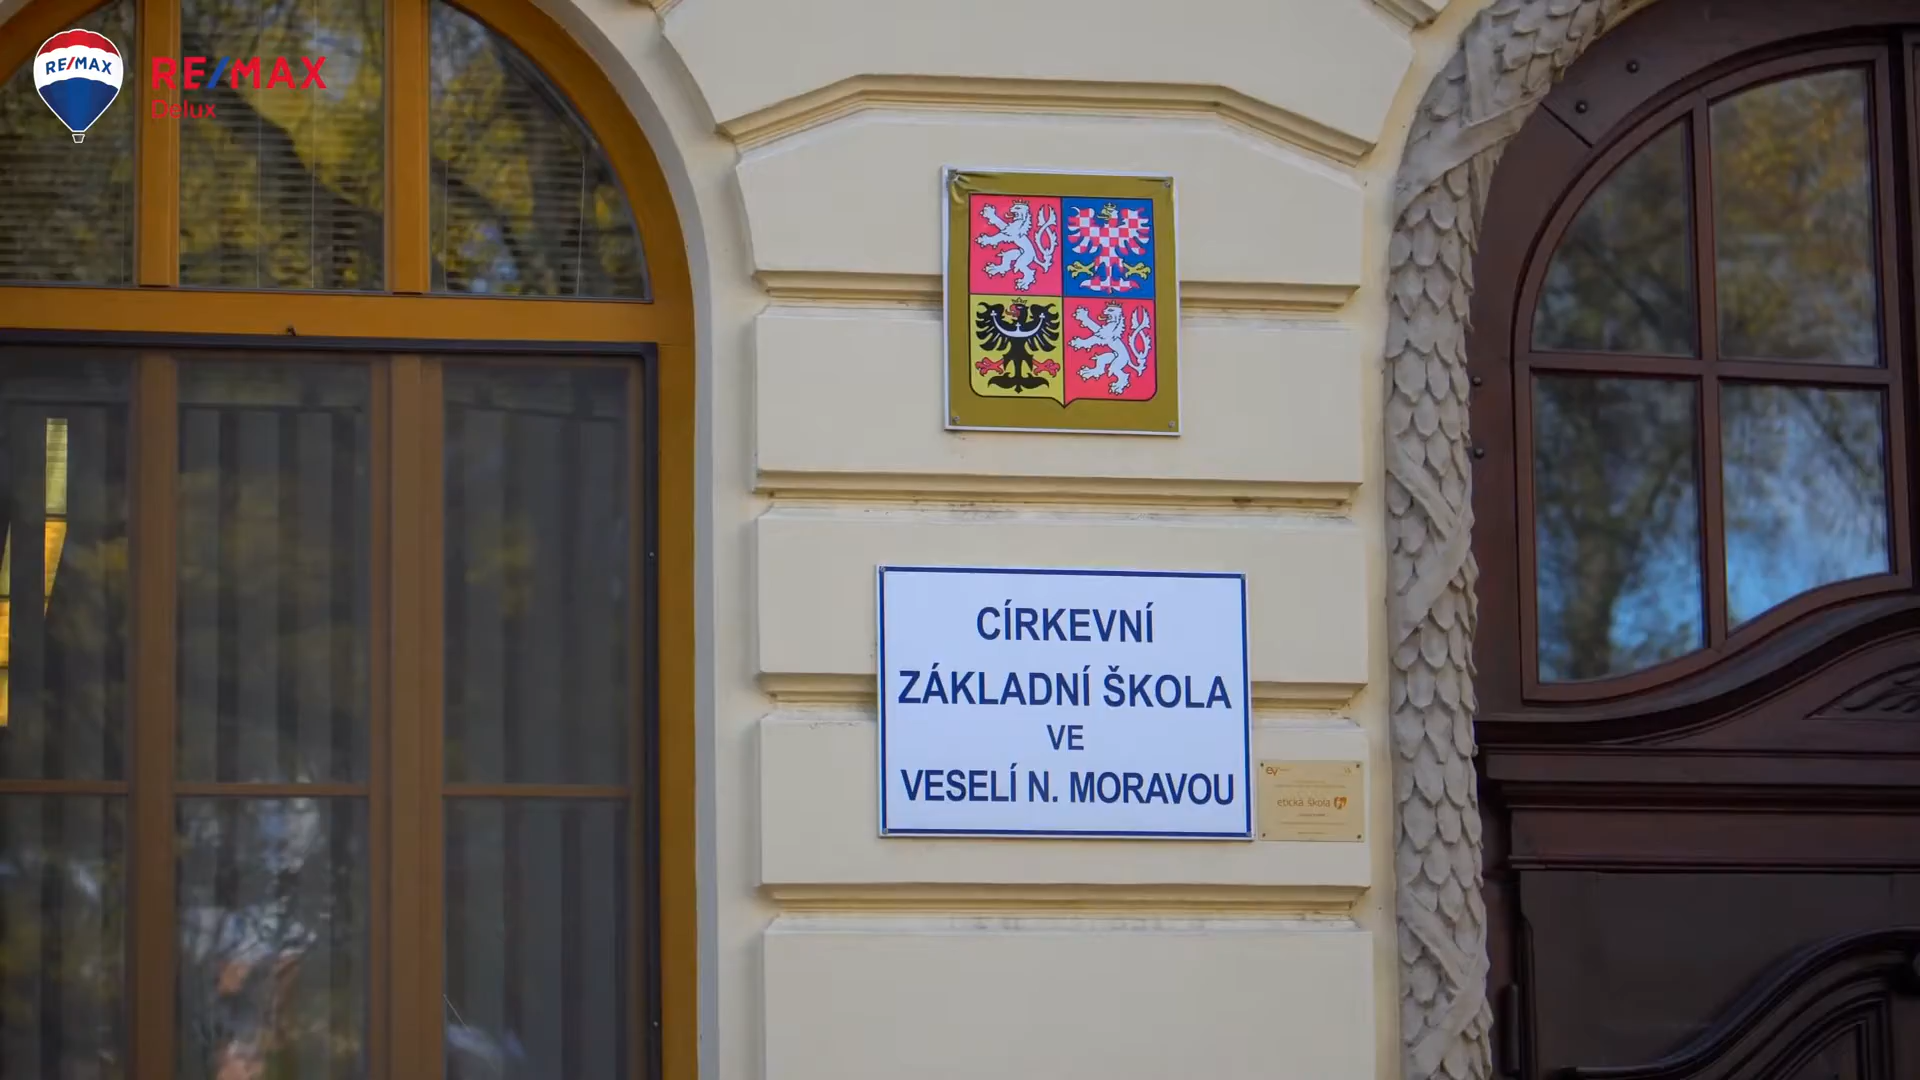 RE/MAX
RE/MAX
Delux
CÍRKEVNÍ
ZÁKLADNÍ ŠKOLA
VE
VESELÍ N. MORAVOU
etická škola